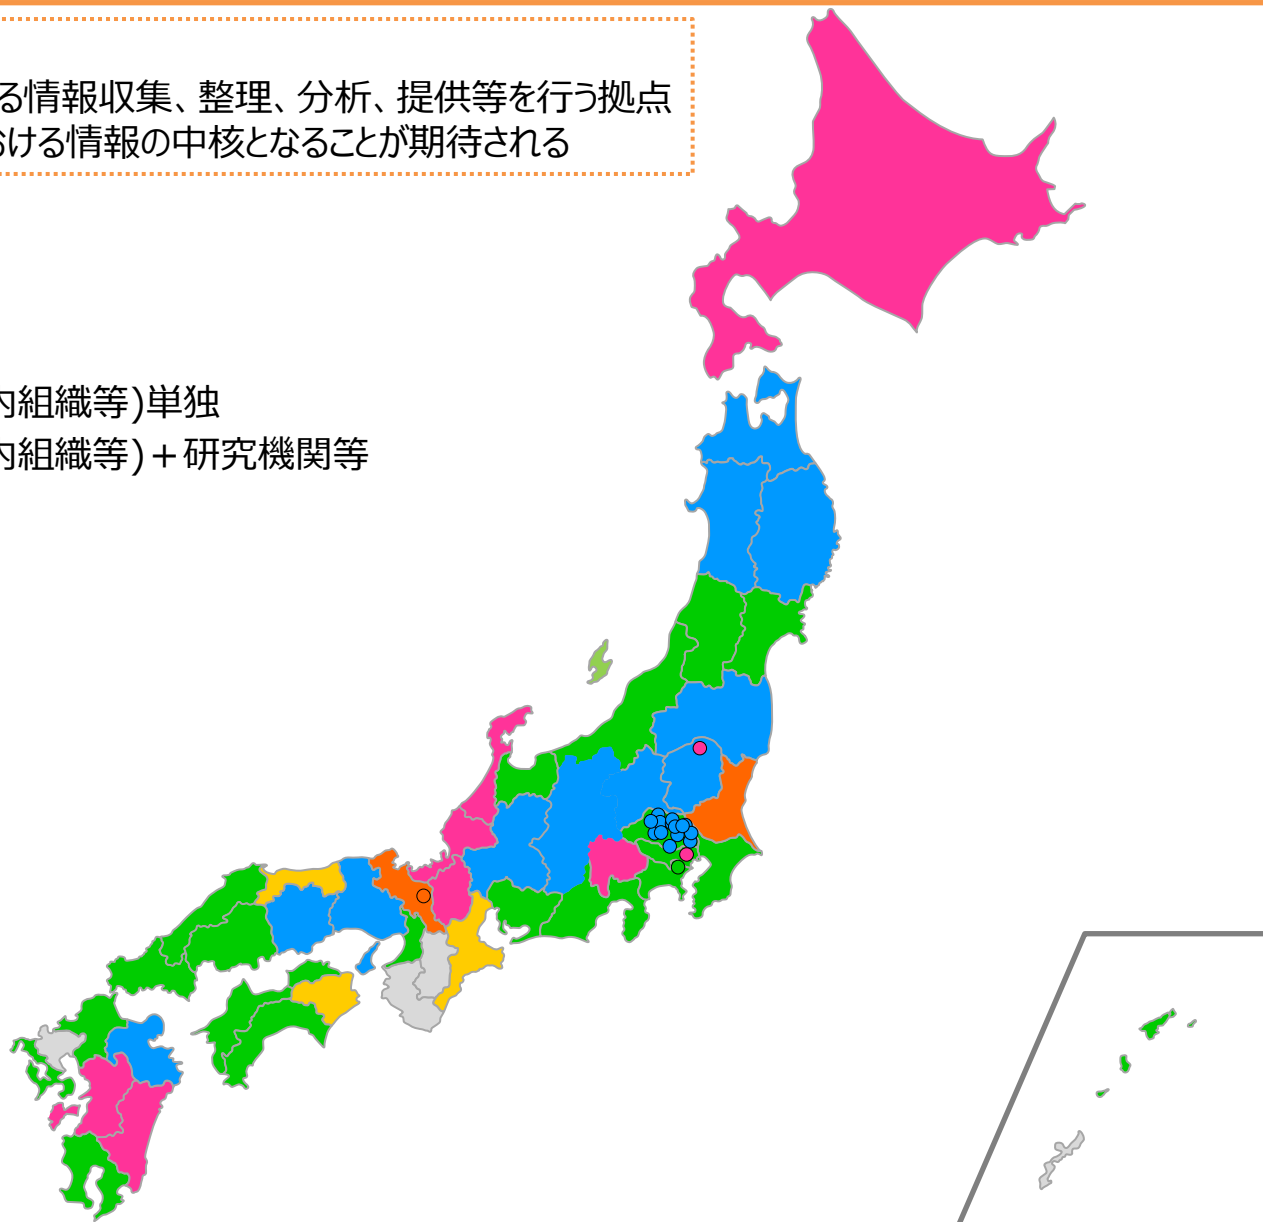 る情報収集、整理、分析、提供等を行う拠点
おける情報の中核となることが期待される
内組織等)単独
内組織等)＋研究機関等